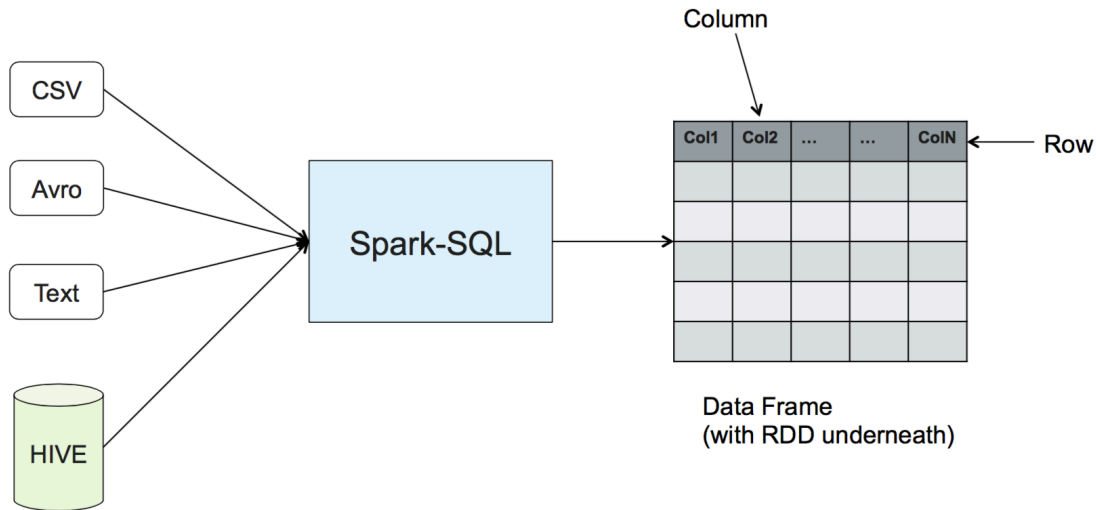 Column
CSV
Col1 Col2 ... ... ColN
Row
Avro
Spark-SQL
Text
Data Frame
(with RDD underneath)
HIVE